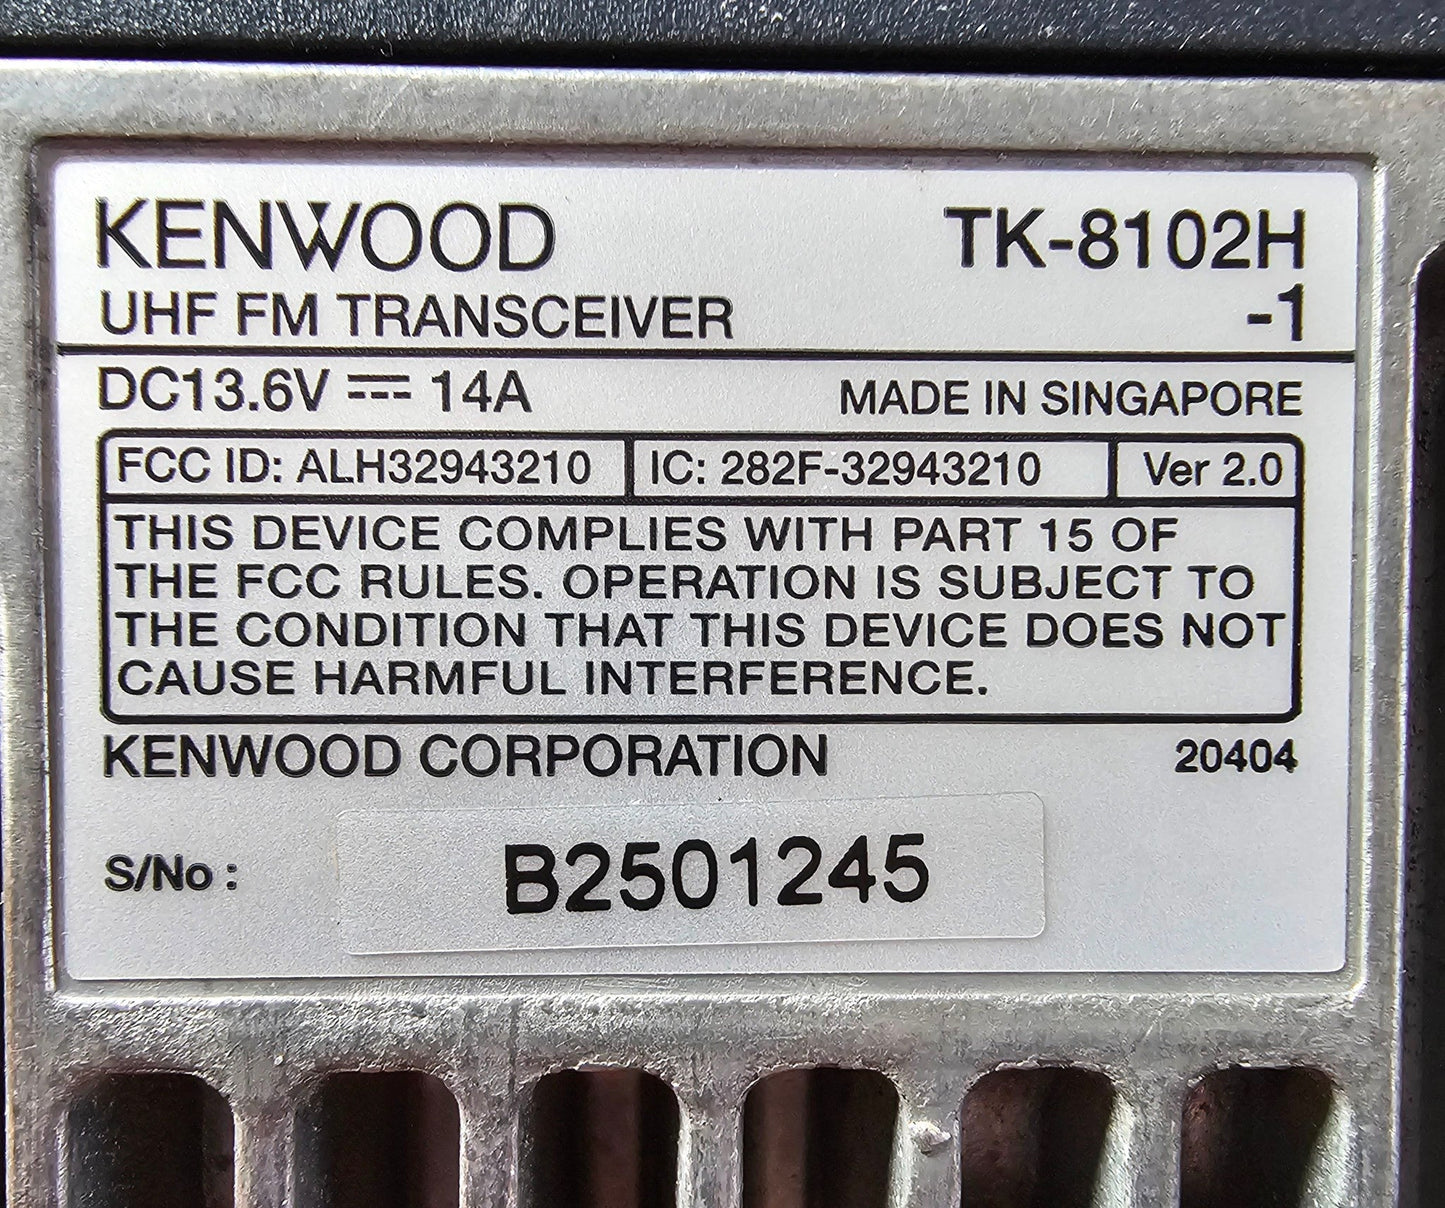 KENWOOD TK-8102H
UHF FM TRANSCEIVER -1
DC13.6V ⎓ 14A MADE IN SINGAPORE
FCC ID: ALH32943210 IC: 282F-32943210 Ver 2.0
THIS DEVICE COMPLIES WITH PART 15 OF
THE FCC RULES. OPERATION IS SUBJECT TO
THE CONDITION THAT THIS DEVICE DOES NOT
CAUSE HARMFUL INTERFERENCE.
KENWOOD CORPORATION 20404
S/No : B2501245